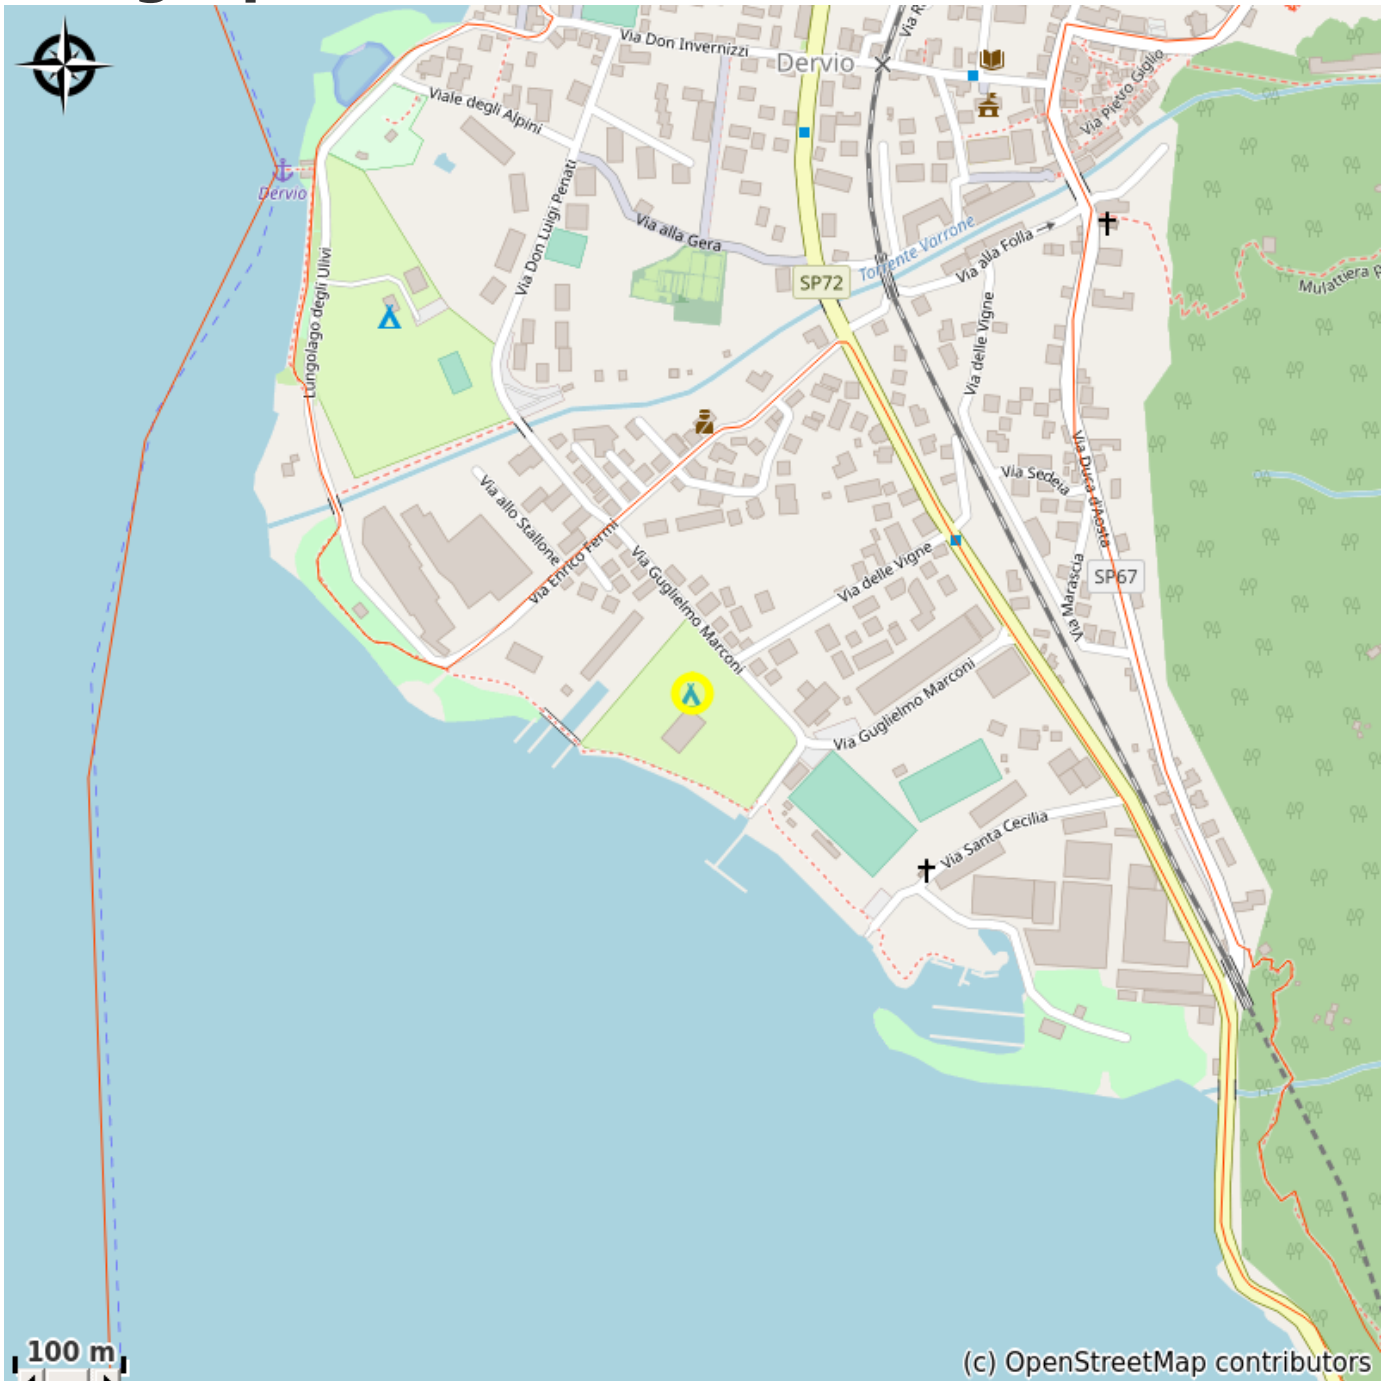 Via Don Invernizzi
Dervio
Viale degli Alpini
Via Pietro Giglio
Dervio
Via Don Luigi Penati
Via alla Gera
Torrente Varrone
Via alla Folla →
SP72
Mulattiera
Lungolago degli Ulivi
Via delle Vigne
Via Sedeia
Via Duca d'Aosta
Via allo Stallone
Via Enrico Fermi
Via Guglielmo Marconi
Via delle Vigne
SP67
Via Marascia
Via Guglielmo Marconi
Via Santa Cecilia
100 m
(c) OpenStreetMap contributors